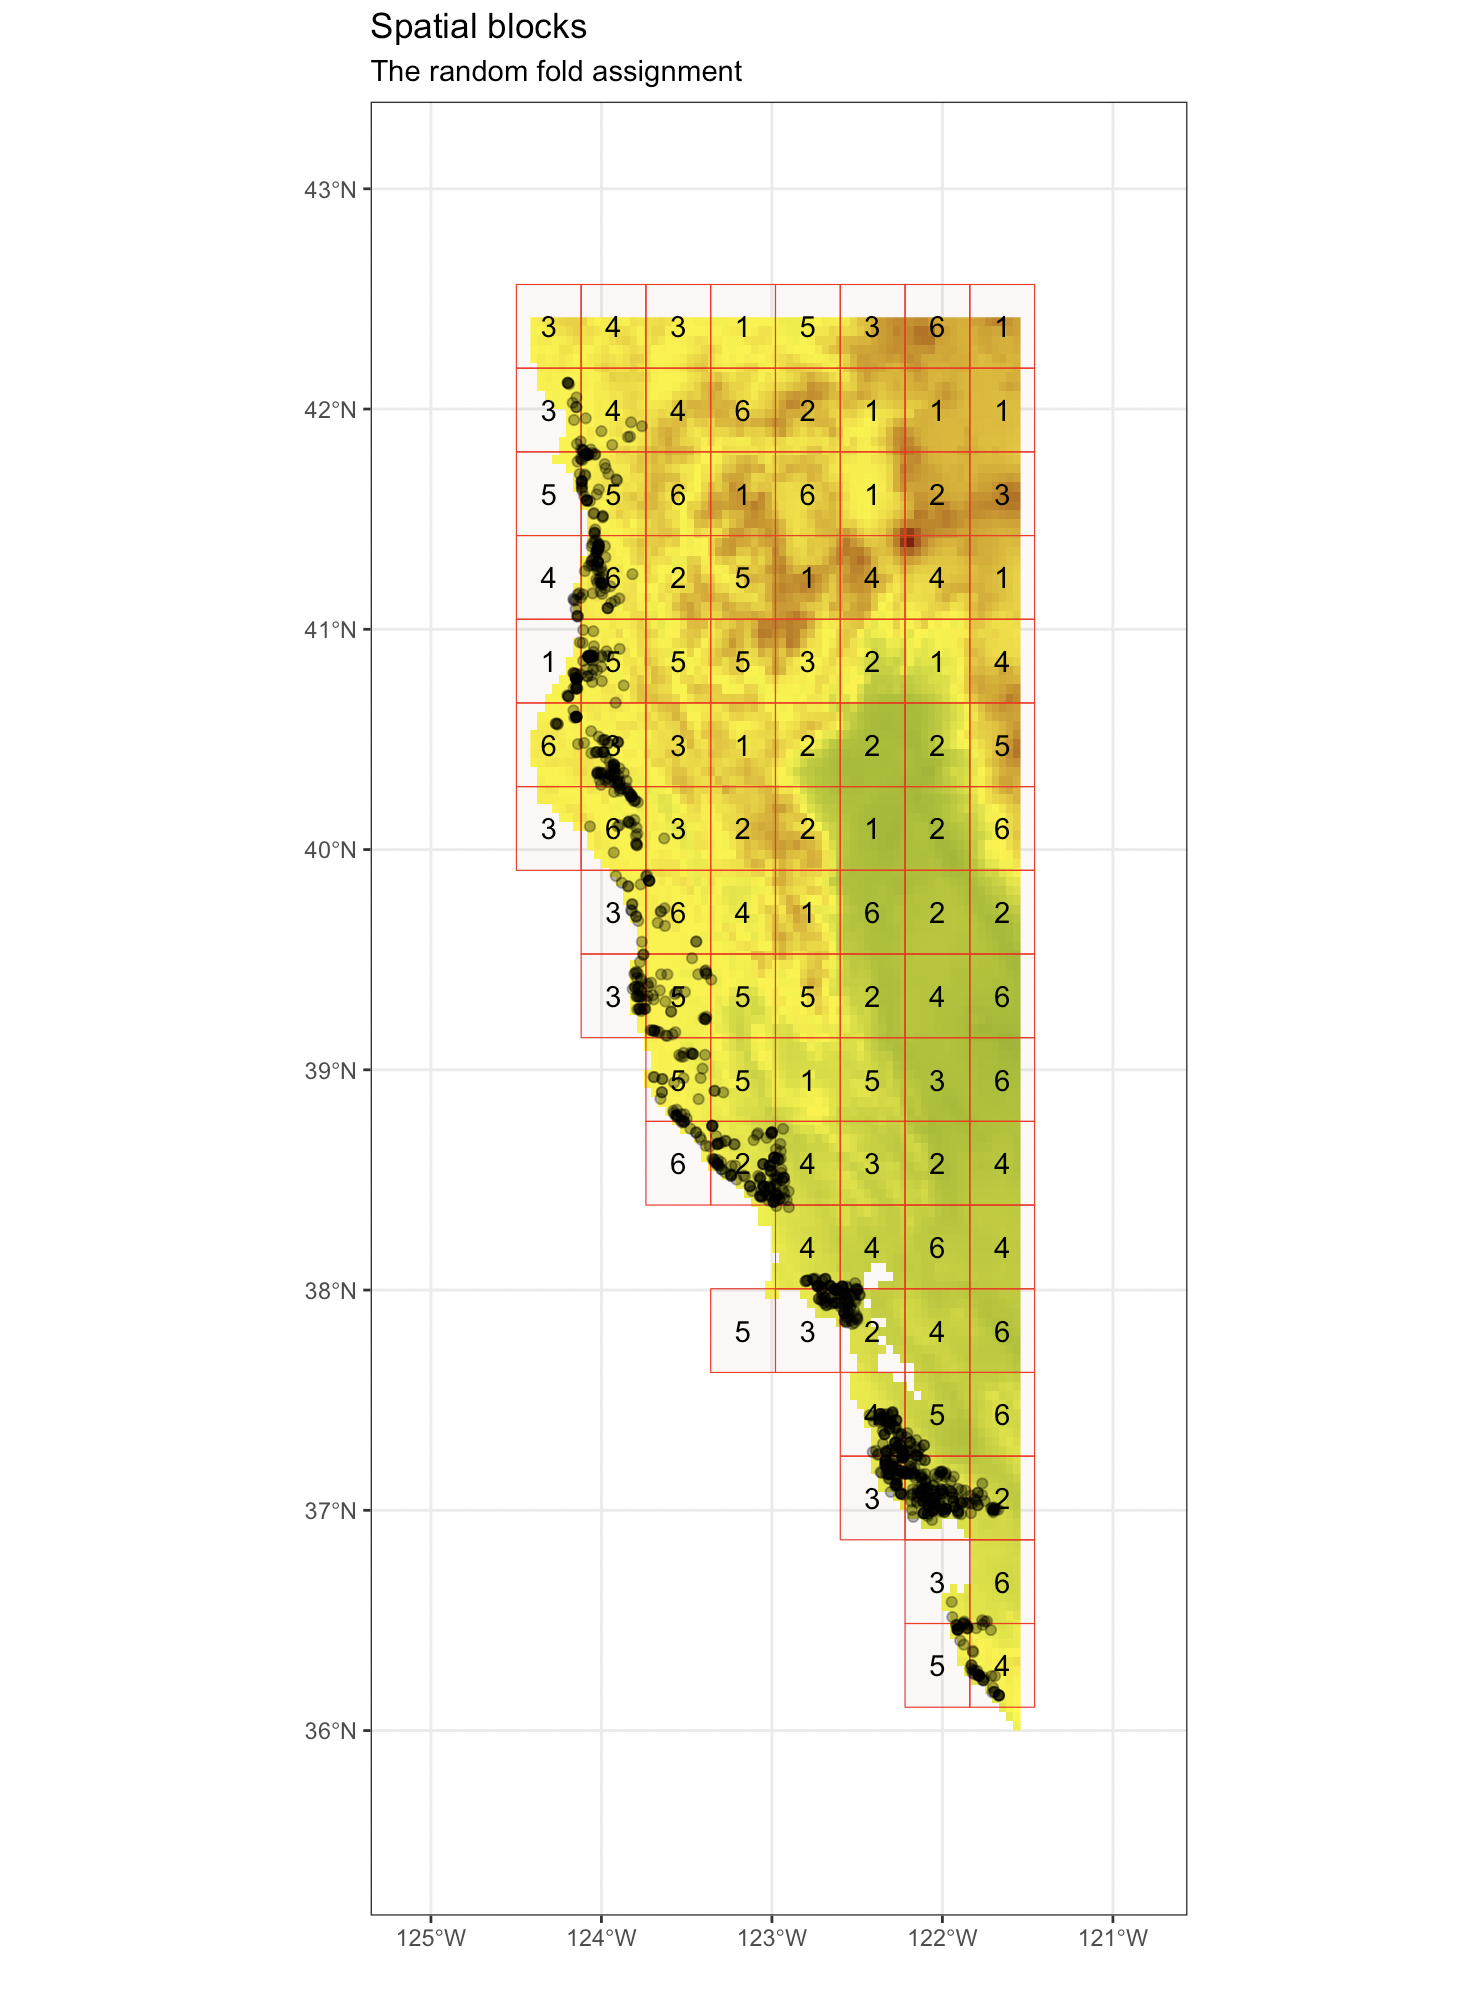 Spatial blocks
The random fold assignment
43°N
3 4 3 1 5 3 6 1
42°N
3 4 4 6 2 1 1 1
5 5 6 1 6 1 2 3
4 6 2 5 1 4 4 1
41°N
1 5 5 5 3 2 1 4
6 3 3 1 2 2 2 5
3 6 3 2 2 1 2 6
40°N
3 6 4 1 6 2 2
3 5 5 5 2 4 6
39°N
5 5 1 5 3 6
6 2 4 3 2 4
4 4 6 4
38°N
5 3 2 4 6
4 5 6
3 2
37°N
3 6
5 4
36°N
125°W 124°W 123°W 122°W 121°W